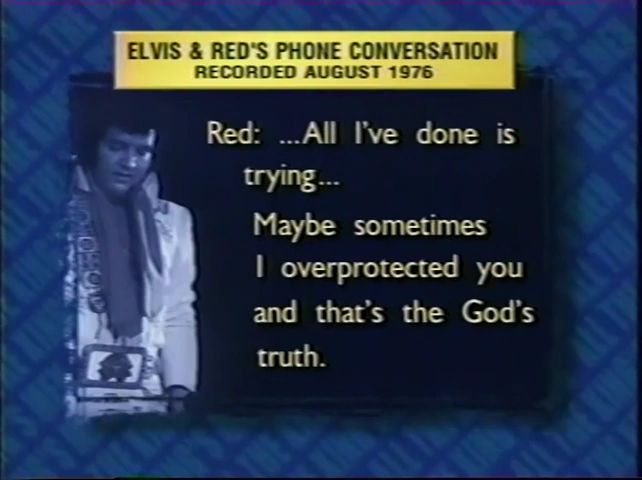 ELVIS & RED'S PHONE CONVERSATION
RECORDED AUGUST 1976
Red: ...All I've done is
trying...
Maybe sometimes
I overprotected you
and that's the God's
truth.